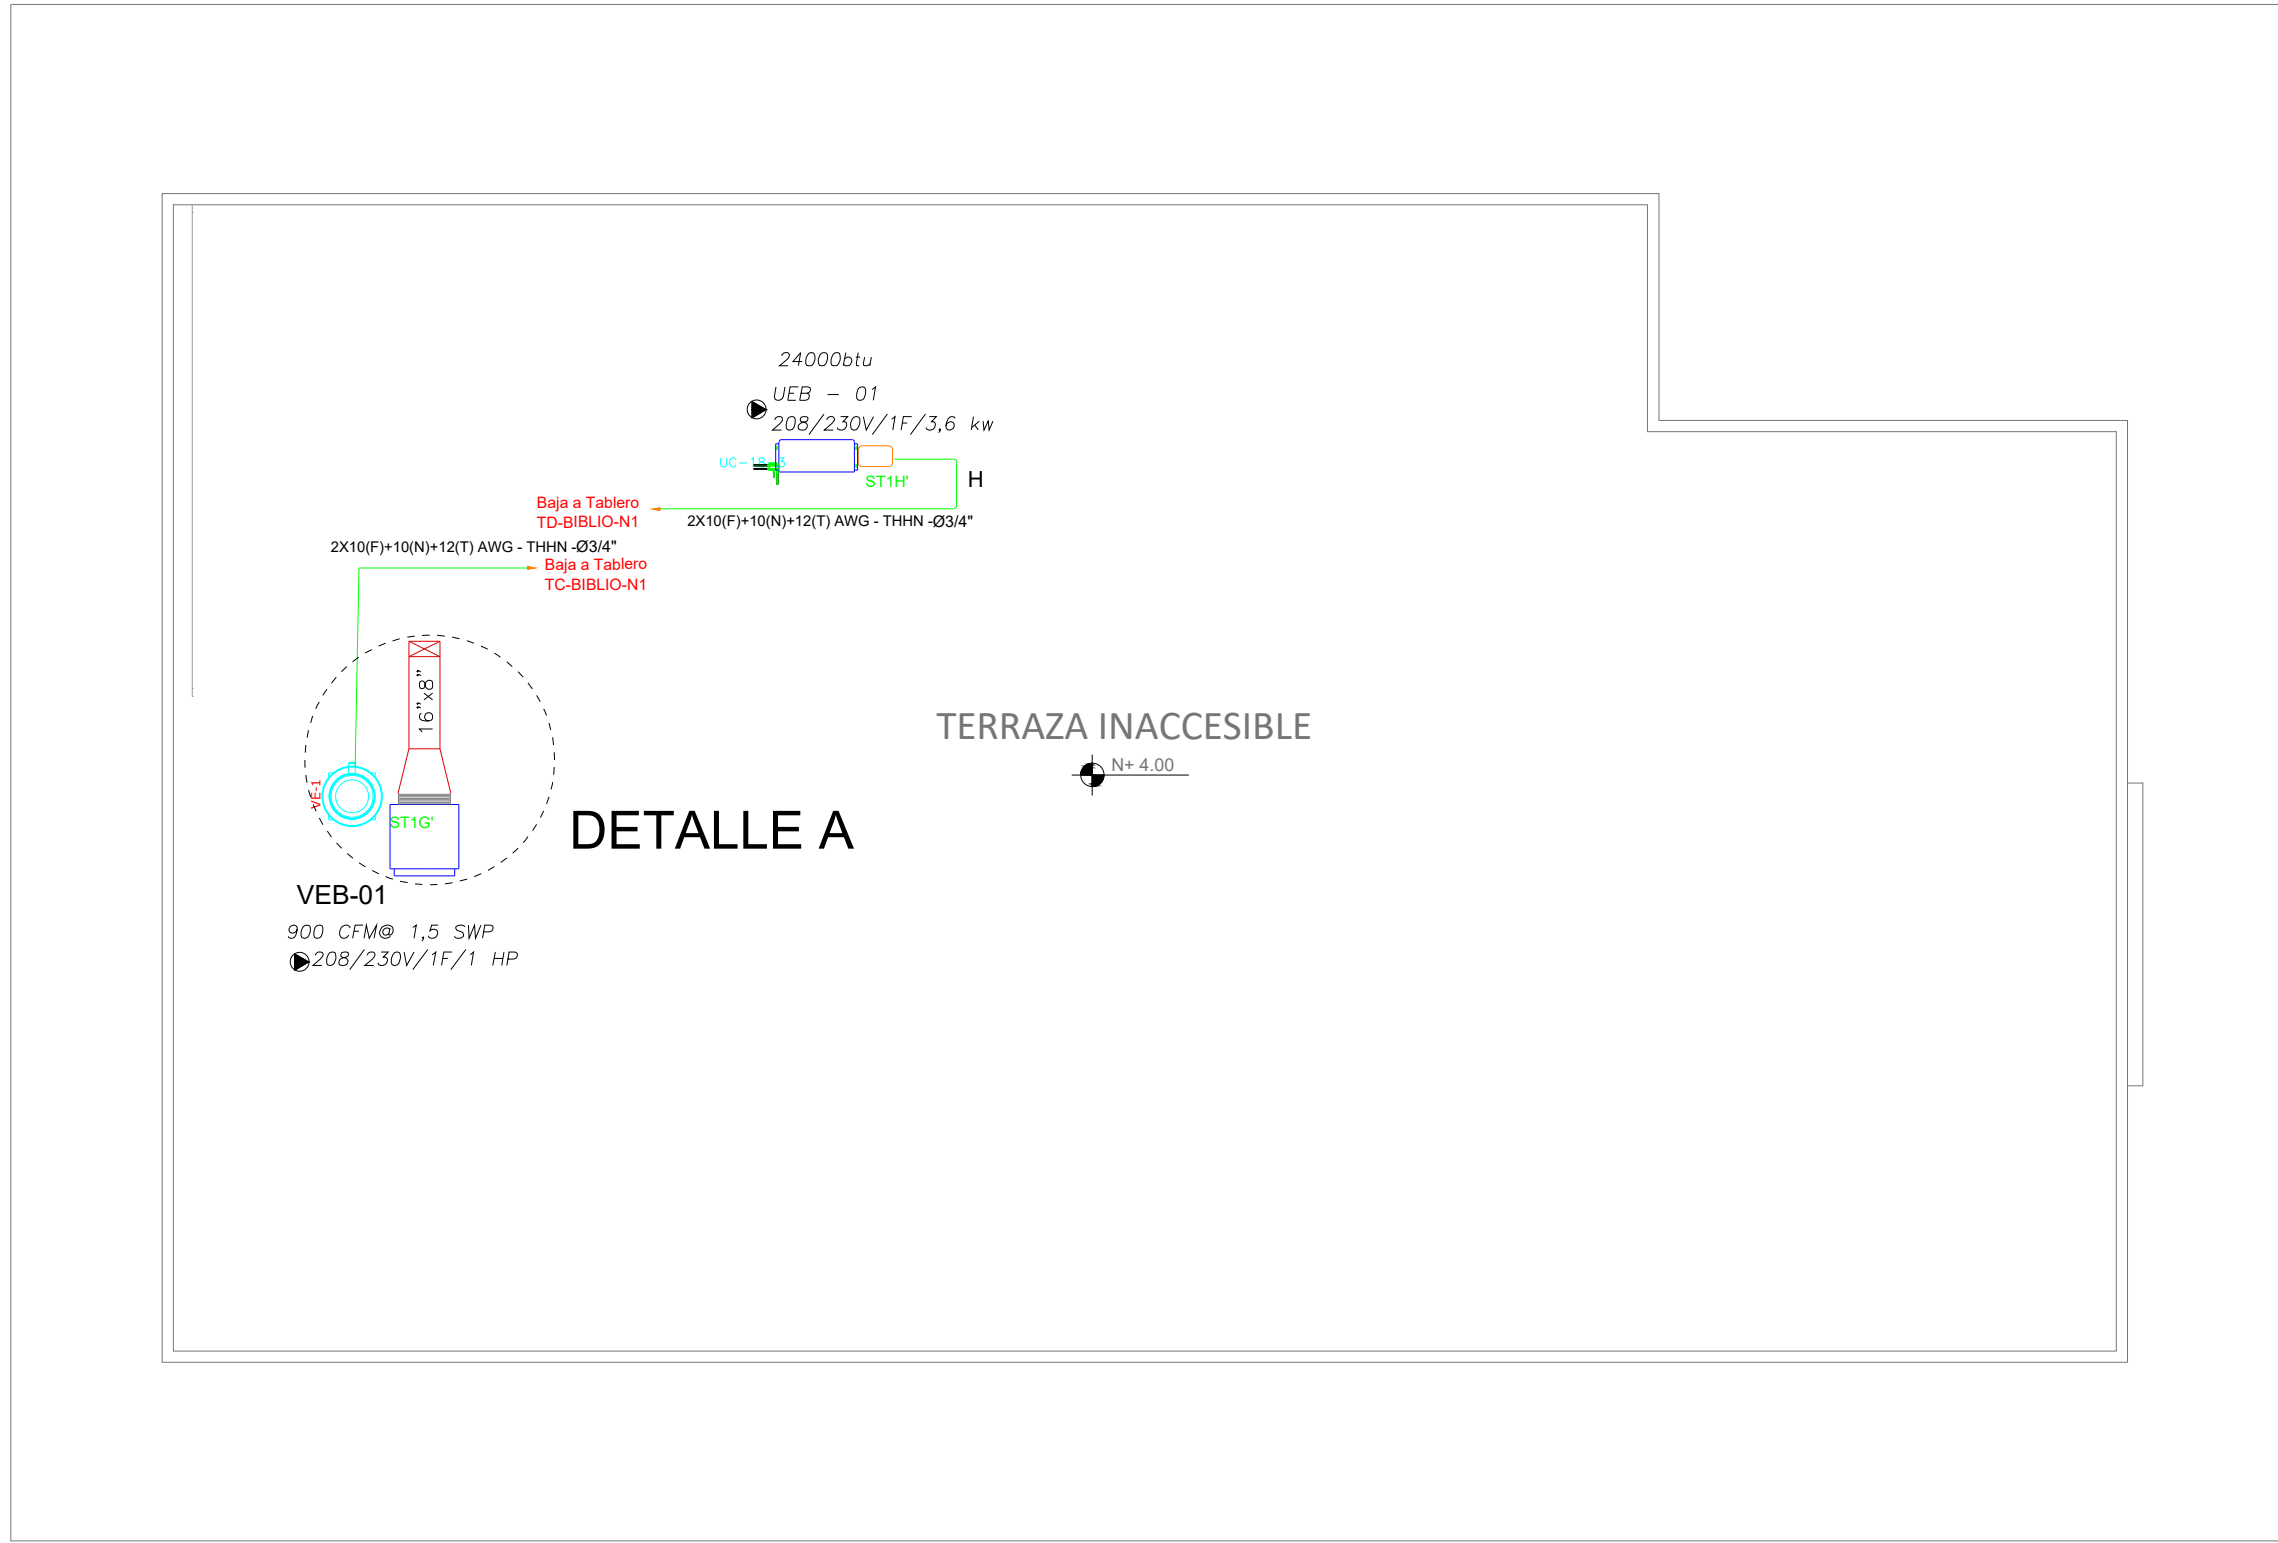 24000btu
UEB - 01
208/230V/1F/3,6 kw
ST1H'
H
Baja a Tablero
TD-BIBLIO-N1
2X10(F)+10(N)+12(T) AWG - THHN -Ø3/4"
2X10(F)+10(N)+12(T) AWG - THHN -Ø3/4"
Baja a Tablero
TC-BIBLIO-N1
16"x8"
TERRAZA INACCESIBLE
N+ 4.00
VE-1
ST1G'
DETALLE A
VEB-01
900 CFM@ 1,5 SWP
208/230V/1F/1 HP